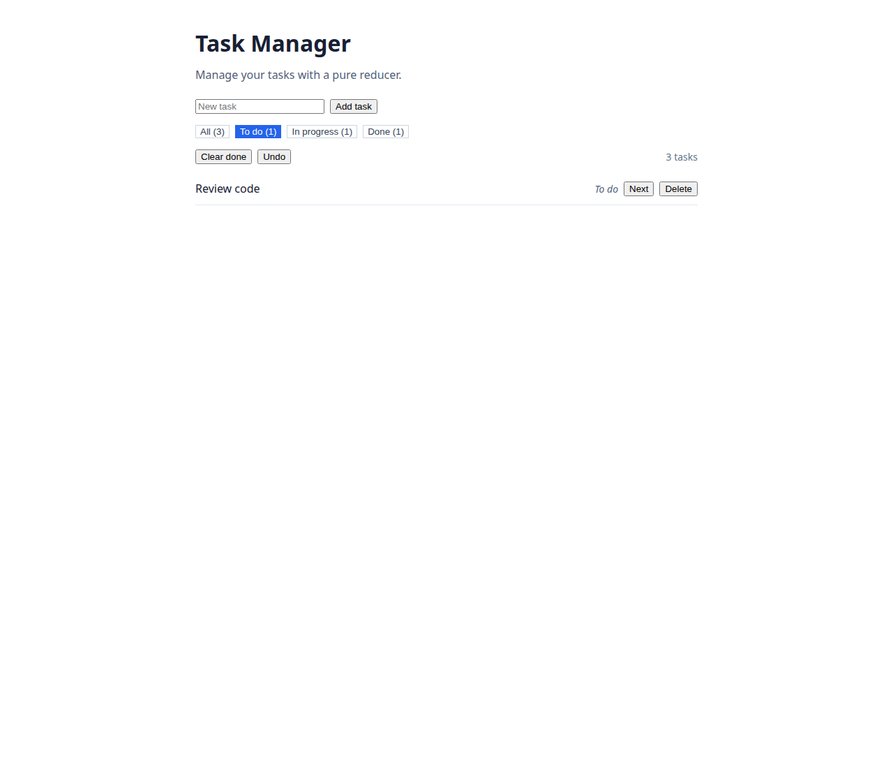 Task Manager
Manage your tasks with a pure reducer.
New task Add task
All (3) To do (1) In progress (1) Done (1)
Clear done Undo 3 tasks
Review code To do Next Delete